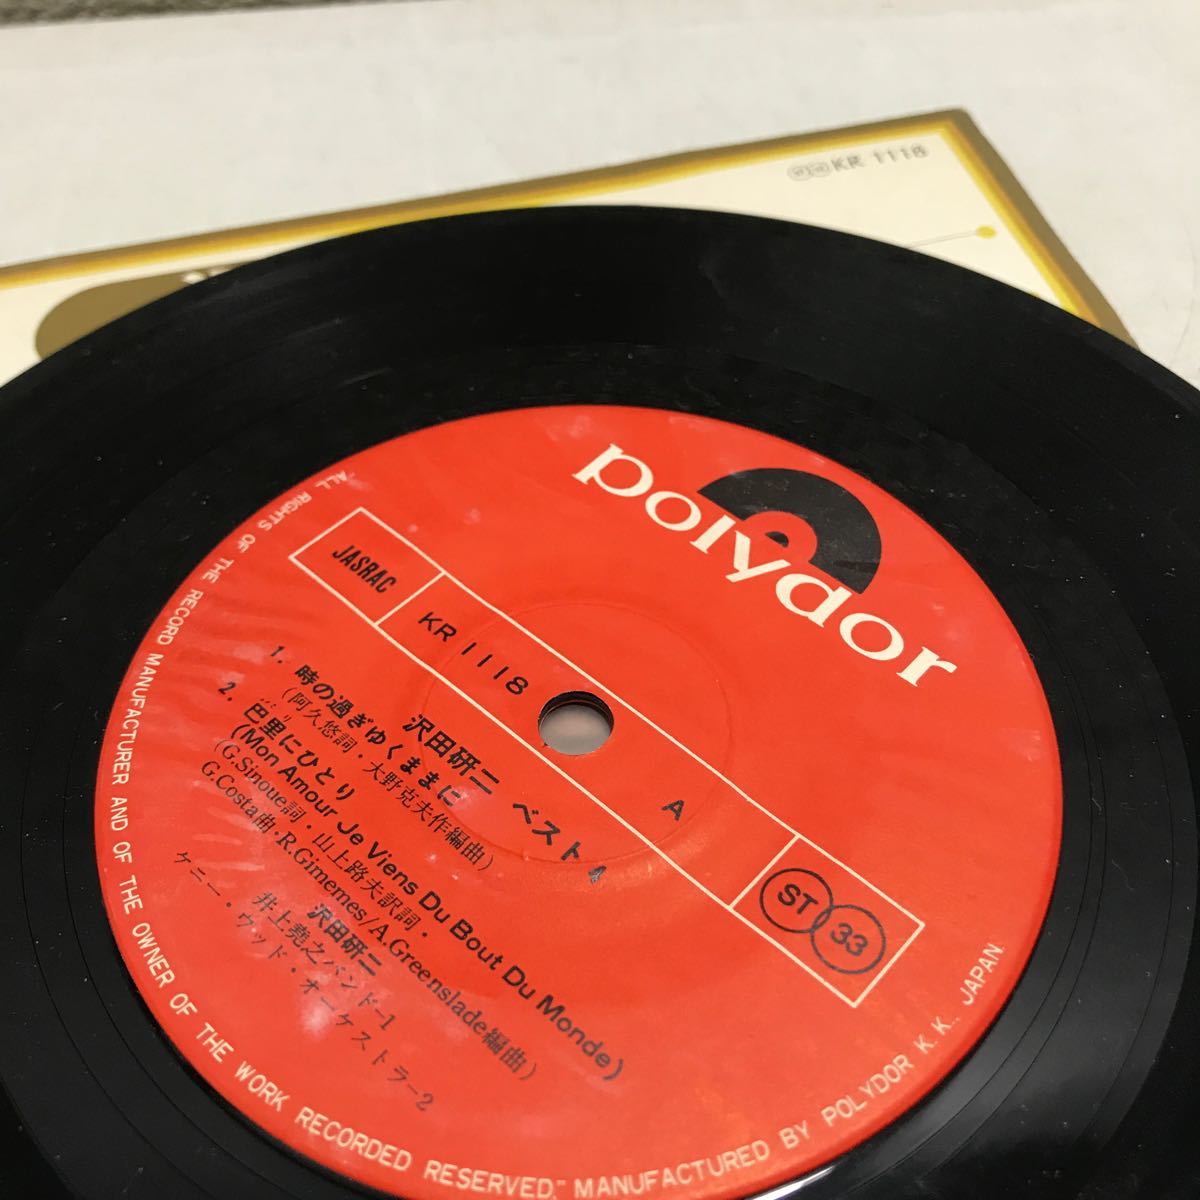 KR 1118
polydor
JASRAC
KR 1118
A
ST 33
沢田研二 ベスト4
1. 時の過ぎゆくままに
(阿久悠詞・大野克夫作編曲)
2. 巴里にひとり
(Mon Amour Je Viens Du Bout Du Monde)
(G.Sinoue詞・山上路夫訳詞・
G.Costa曲・R.Gimemes/A.Greenslade編曲)
沢田研二
井上堯之バンド-1
ケニー・ウッド・オーケストラ-2
"ALL RIGHTS OF THE RECORD MANUFACTURER AND OF THE OWNER OF THE WORK RECORDED RESERVED." MANUFACTURED BY POLYDOR K.K., JAPAN.